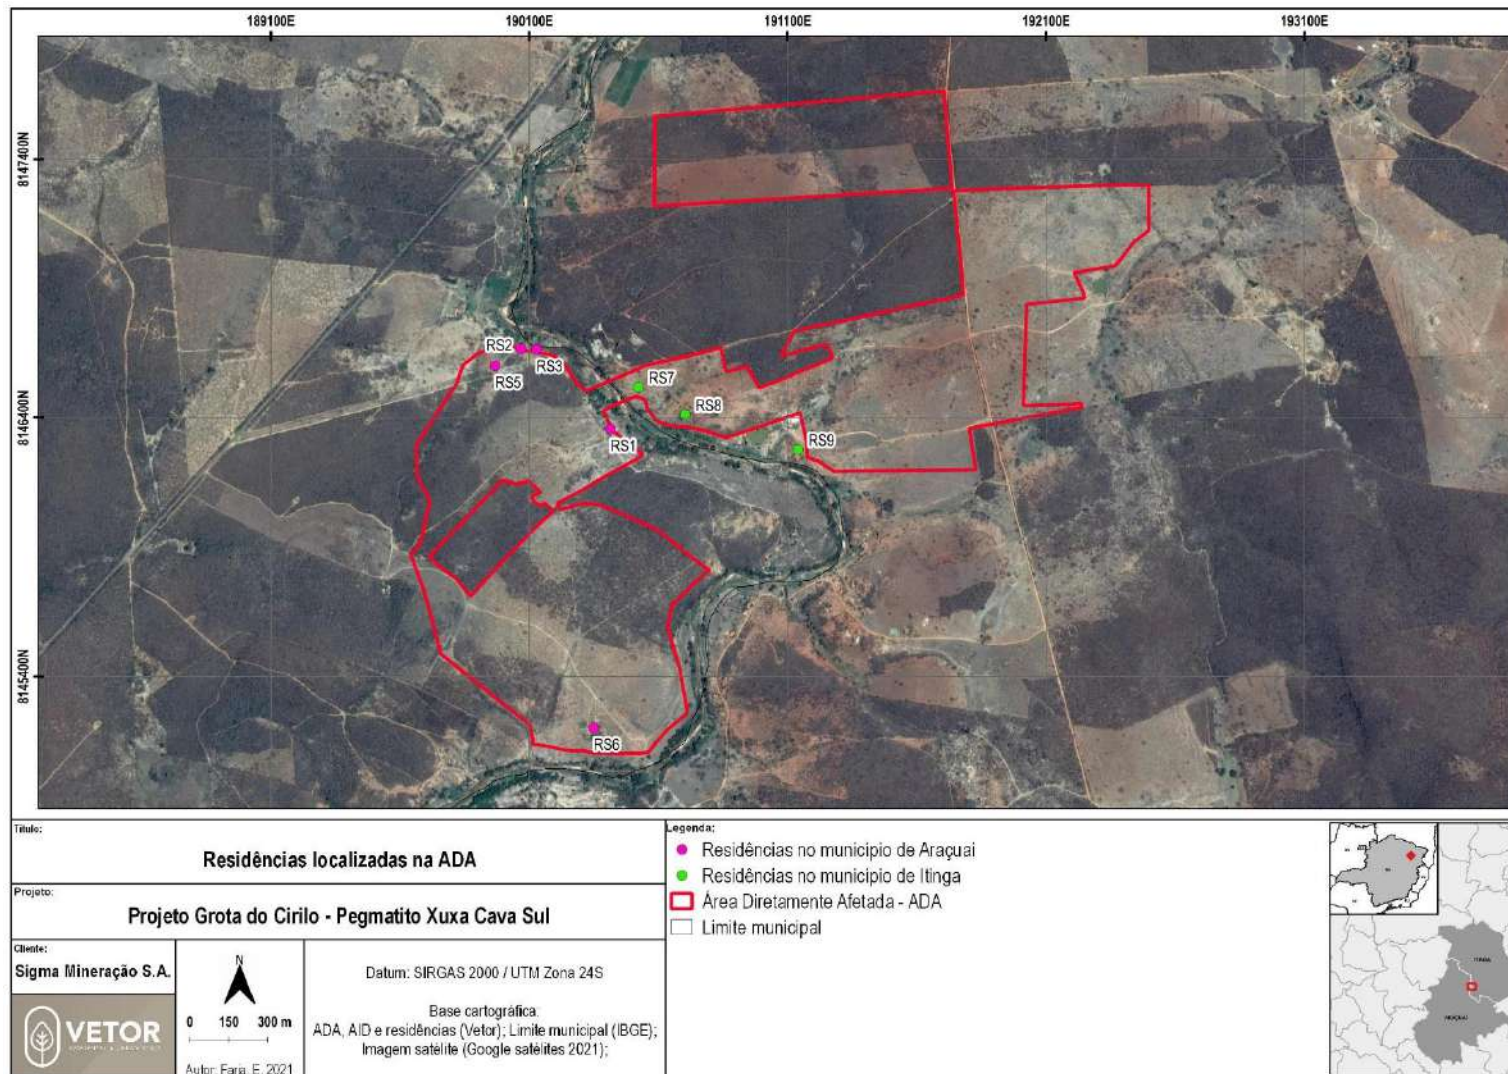 189100E 190100E 191100E 192100E 193100E
8147400N
8146400N
8145400N
RS2
RS3
RS5
RS7
RS8
RS1
RS9
RS6
Título:
Residências localizadas na ADA
Projeto:
Projeto Grota do Cirilo - Pegmatito Xuxa Cava Sul
Cliente:
Sigma Mineração S.A.
VETOR
N
0 150 300 m
Autor: Faria, E. 2021
Datum: SIRGAS 2000 / UTM Zona 24S
Base cartográfica:
ADA, AID e residências (Vetor); Limite municipal (IBGE);
Imagem satélite (Google satélites 2021);
Legenda:
Residências no município de Araçuai
Residências no município de Itinga
Área Diretamente Afetada - ADA
Limite municipal
ITINGA
ARAÇUAÍ